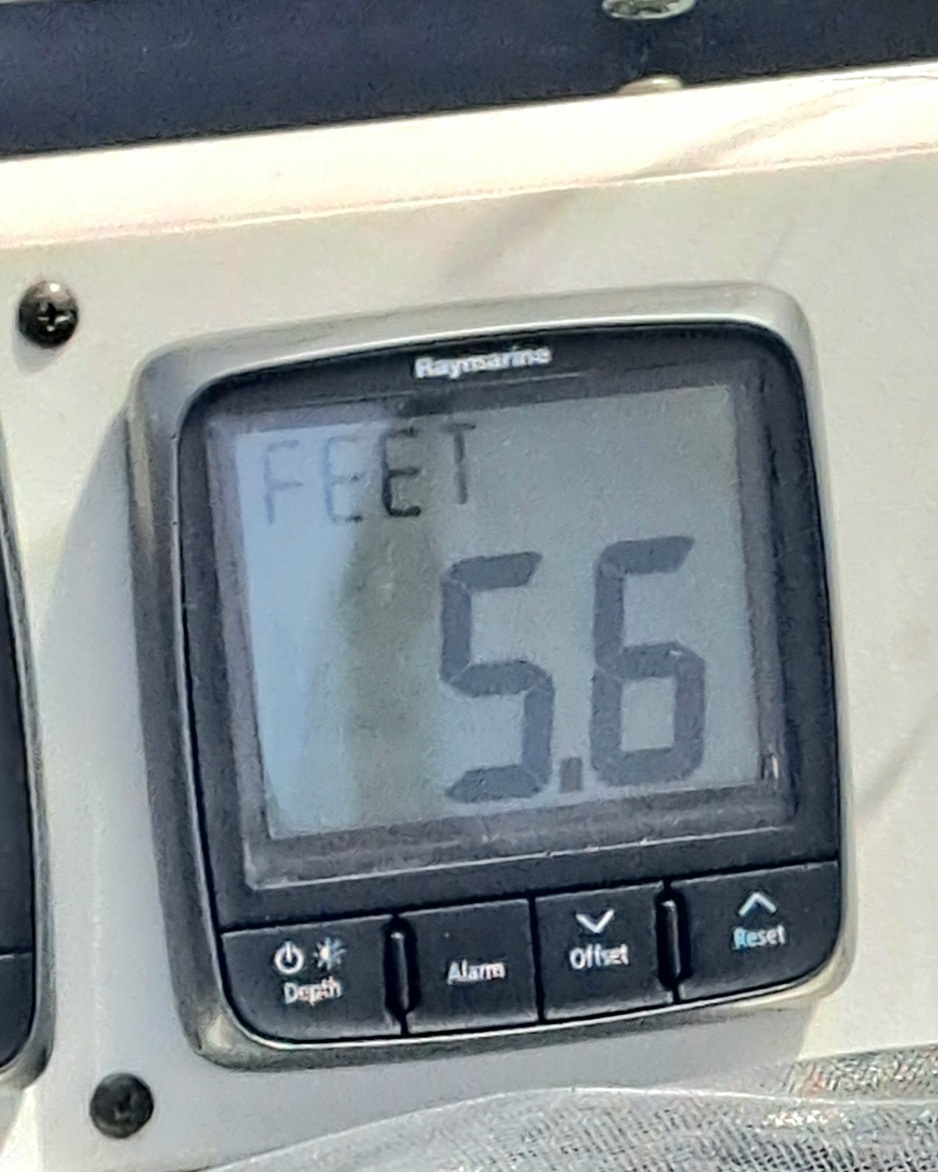 Raymarine
FEET
5.6
Depth
Alarm
Offset
Reset